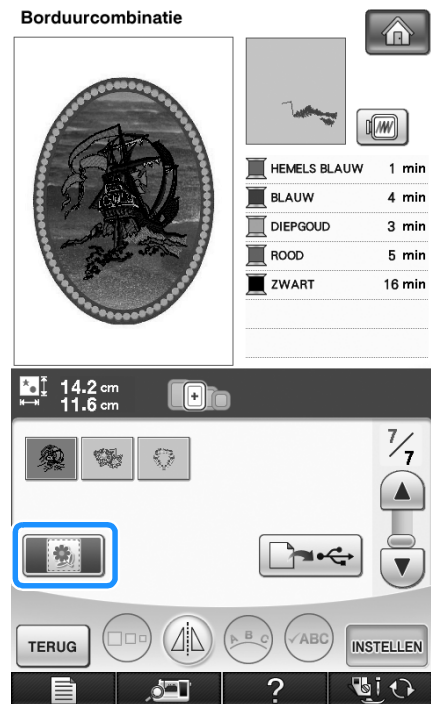 Borduurcombinatie
HEMELS BLAUW 1 min
BLAUW 4 min
DIEPGOUD 3 min
ROOD 5 min
ZWART 16 min
14.2 cm
11.6 cm
7/7
TERUG
A B C
✓ABC
INSTELLEN
?